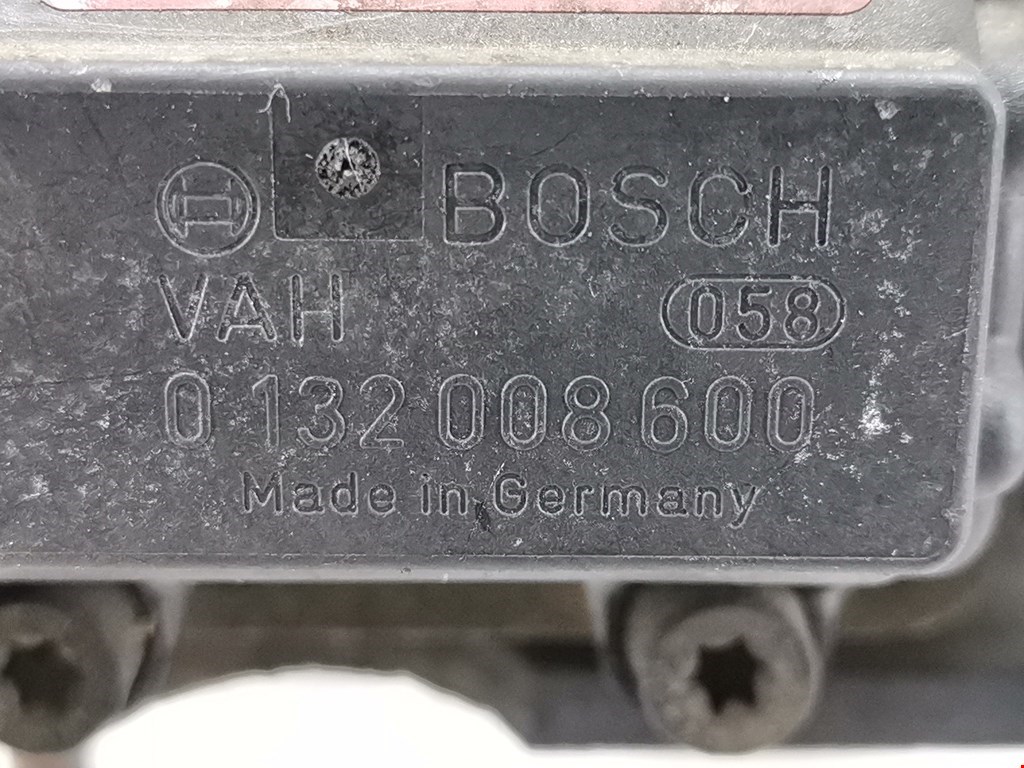 BOSCH
VAH 058
0 132 008 600
Made in Germany